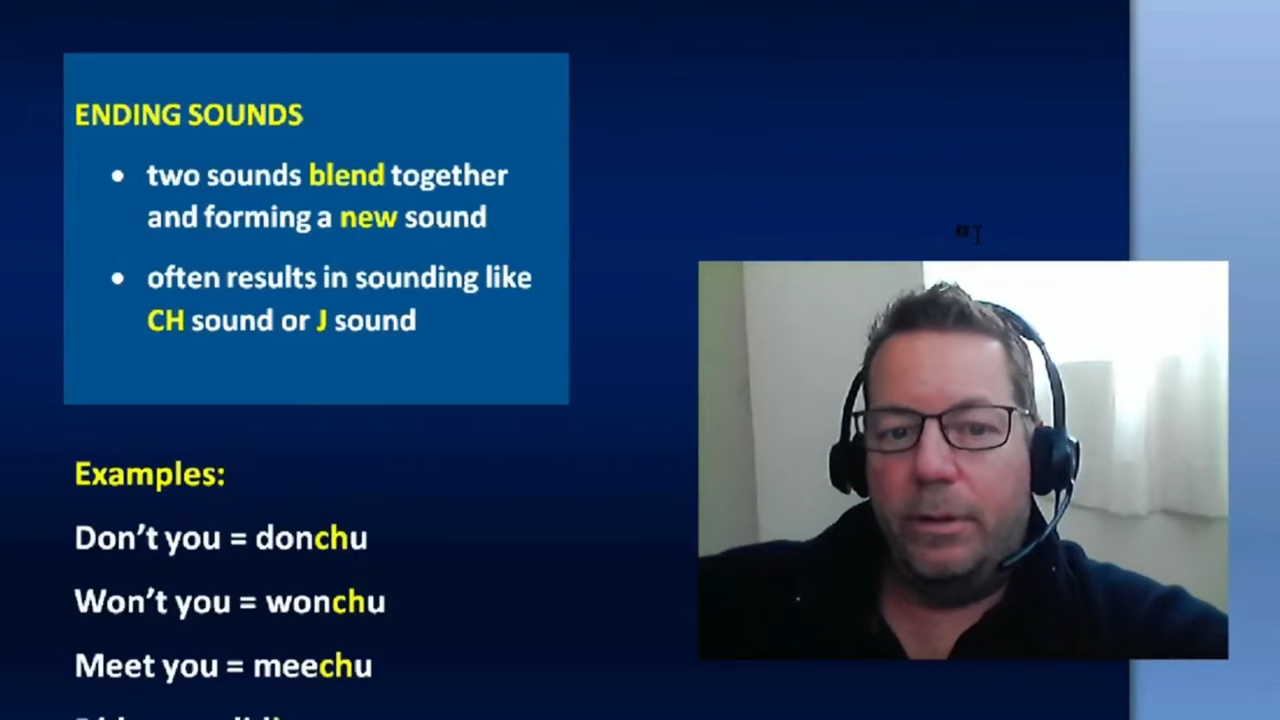 ENDING SOUNDS
• two sounds blend together
and forming a new sound
• often results in sounding like
CH sound or J sound
Examples:
Don’t you = donchu
Won’t you = wonchu
Meet you = meechu